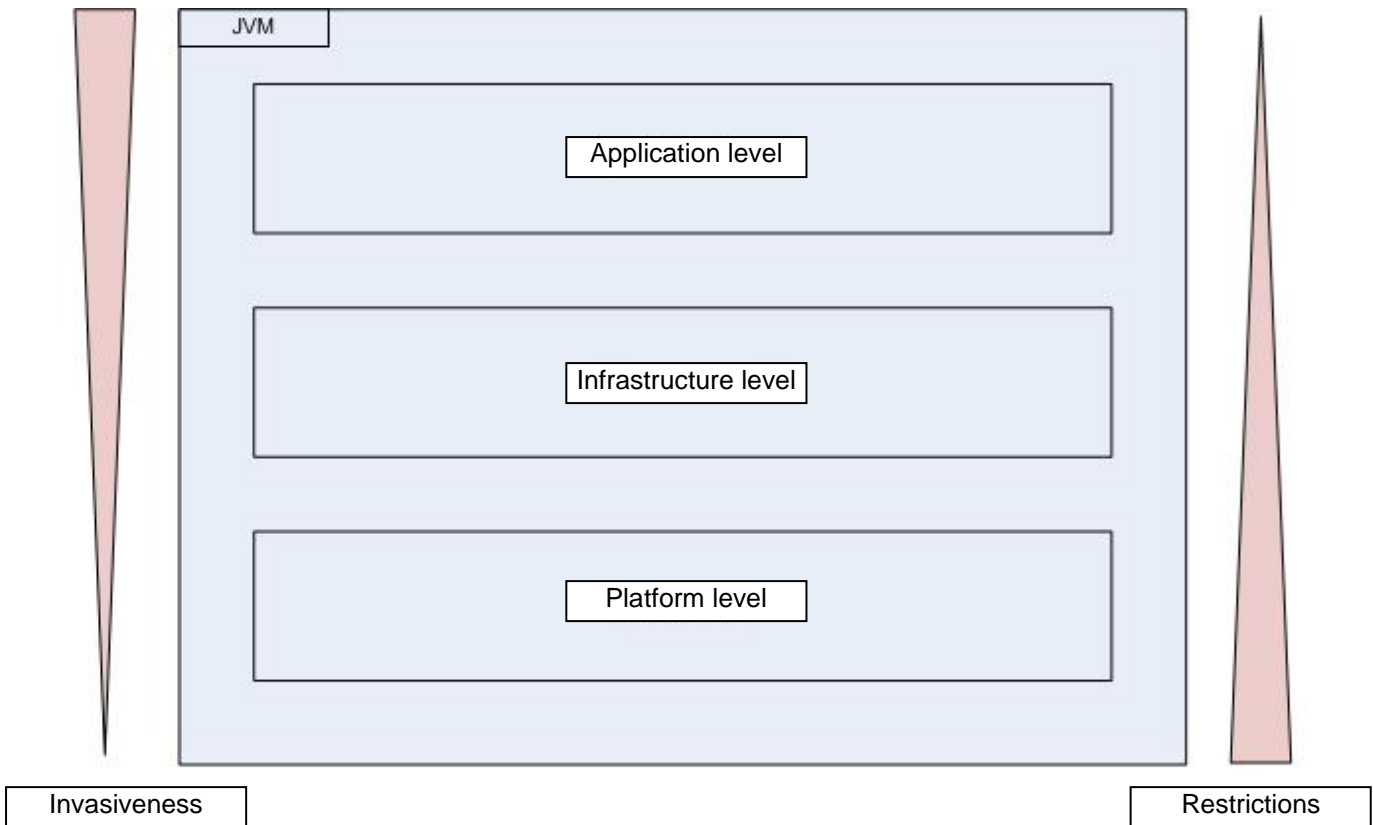 JVM
Application level
Infrastructure level
Platform level
Invasiveness
Restrictions